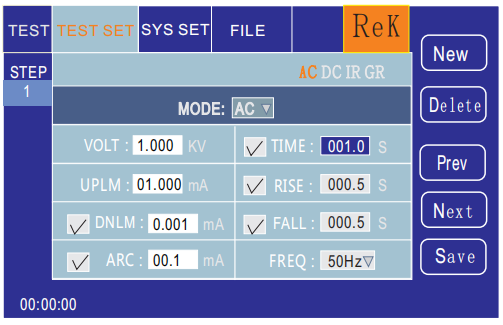 TEST TEST SET SYS SET FILE ReK
New
STEP AC DC IR GR
1
MODE: AC
Delete
VOLT : 1.000 KV TIME : 001.0 S
Prev
UPLM : 01.000 mA RISE : 000.5 S
Next
DNLM : 0.001 mA FALL : 000.5 S
Save
ARC : 00.1 mA FREQ : 50Hz
00:00:00